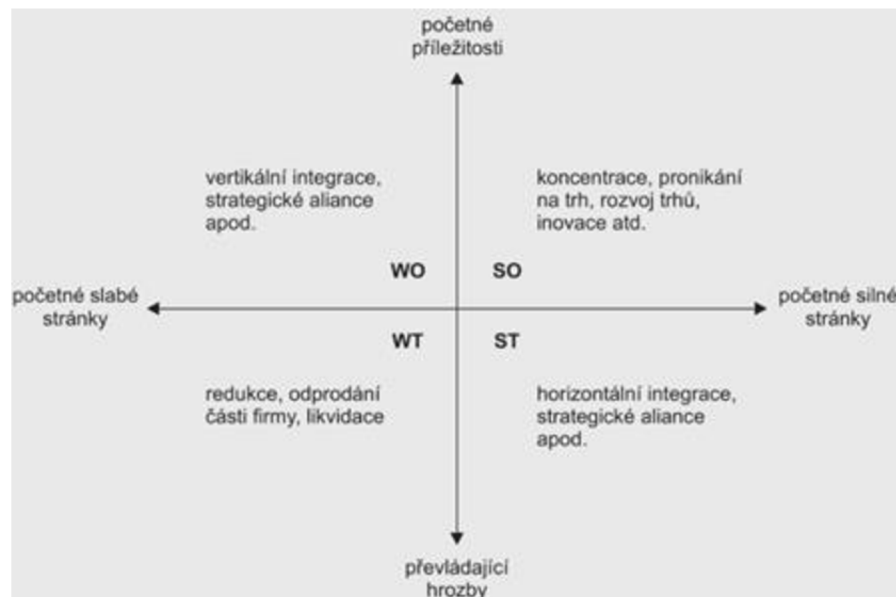 početné
příležitosti
vertikální integrace,
strategické aliance
apod.
koncentrace, pronikání
na trh, rozvoj trhů,
inovace atd.
WO
SO
početné slabé
stránky
početné silné
stránky
WT
ST
redukce, odprodání
části firmy, likvidace
horizontální integrace,
strategické aliance
apod.
převládající
hrozby